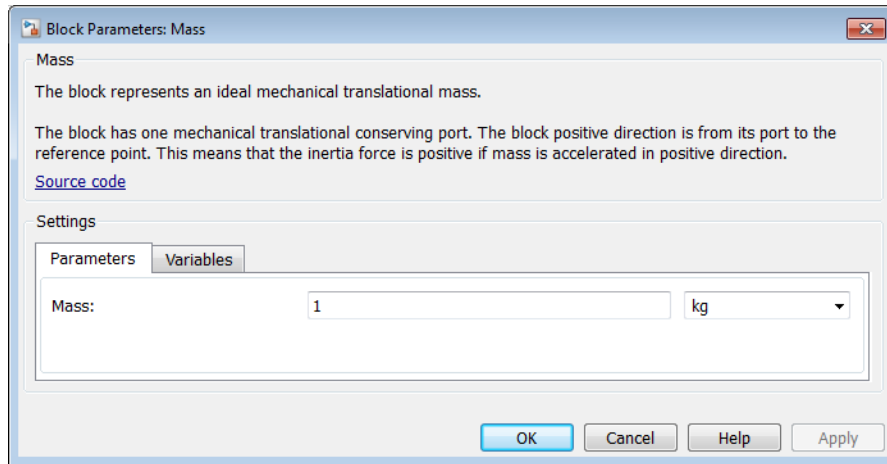 Block Parameters: Mass
Mass
The block represents an ideal mechanical translational mass.
The block has one mechanical translational conserving port. The block positive direction is from its port to the
reference point. This means that the inertia force is positive if mass is accelerated in positive direction.
Source code
Settings
Parameters Variables
Mass: 1 kg
OK Cancel Help Apply